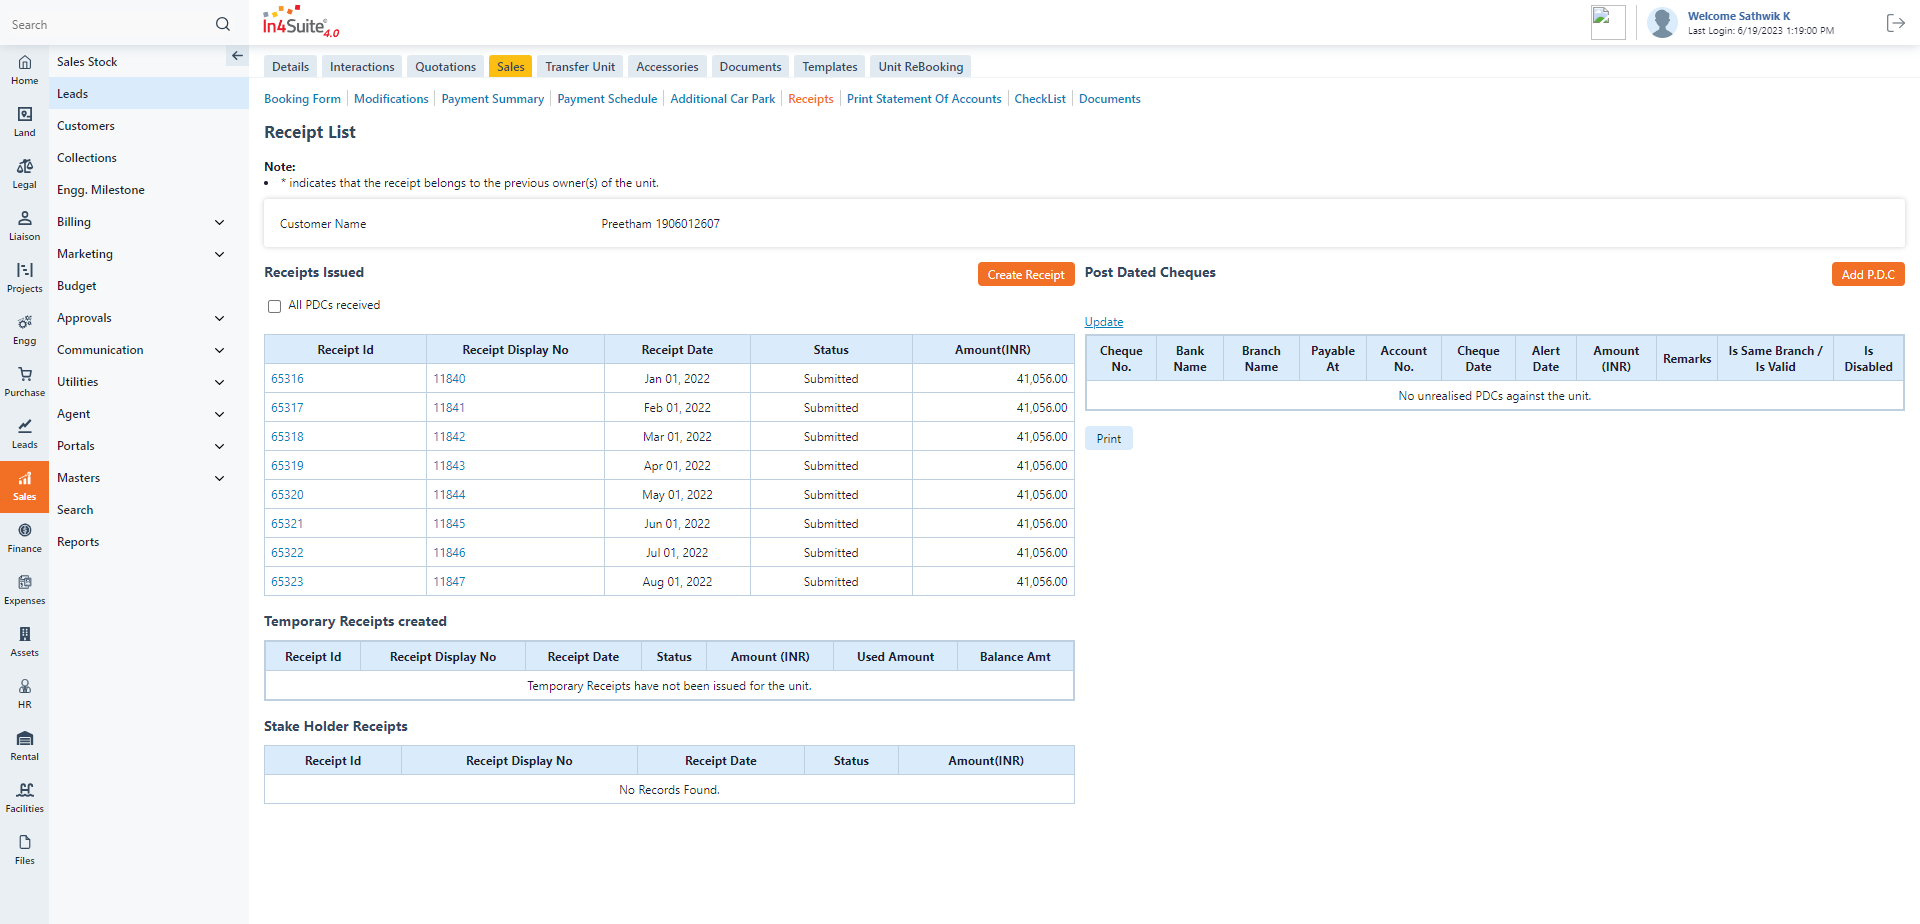 Search
In4Suite® 4.0
Welcome Sathwik K
Last Login: 6/19/2023 1:19:00 PM
Home
Land
Legal
Liaison
Projects
Engg
Purchase
Leads
Sales
Finance
Expenses
Assets
HR
Rental
Facilities
Files
Sales Stock
Leads
Customers
Collections
Engg. Milestone
Billing
Marketing
Budget
Approvals
Communication
Utilities
Agent
Portals
Masters
Search
Reports
Details Interactions Quotations Sales Transfer Unit Accessories Documents Templates Unit ReBooking
Booking Form Modifications Payment Summary Payment Schedule Additional Car Park Receipts Print Statement Of Accounts CheckList Documents
Receipt List
Note:
• * indicates that the receipt belongs to the previous owner(s) of the unit.
Customer Name Preetham 1906012607
Receipts Issued Create Receipt
All PDCs received
Receipt Id Receipt Display No Receipt Date Status Amount(INR)
65316 11840 Jan 01, 2022 Submitted 41,056.00
65317 11841 Feb 01, 2022 Submitted 41,056.00
65318 11842 Mar 01, 2022 Submitted 41,056.00
65319 11843 Apr 01, 2022 Submitted 41,056.00
65320 11844 May 01, 2022 Submitted 41,056.00
65321 11845 Jun 01, 2022 Submitted 41,056.00
65322 11846 Jul 01, 2022 Submitted 41,056.00
65323 11847 Aug 01, 2022 Submitted 41,056.00
Temporary Receipts created
Receipt Id Receipt Display No Receipt Date Status Amount (INR) Used Amount Balance Amt
Temporary Receipts have not been issued for the unit.
Stake Holder Receipts
Receipt Id Receipt Display No Receipt Date Status Amount(INR)
No Records Found.
Post Dated Cheques Add P.D.C
Update
Cheque No. Bank Name Branch Name Payable At Account No. Cheque Date Alert Date Amount (INR) Remarks Is Same Branch / Is Valid Is Disabled
No unrealised PDCs against the unit.
Print